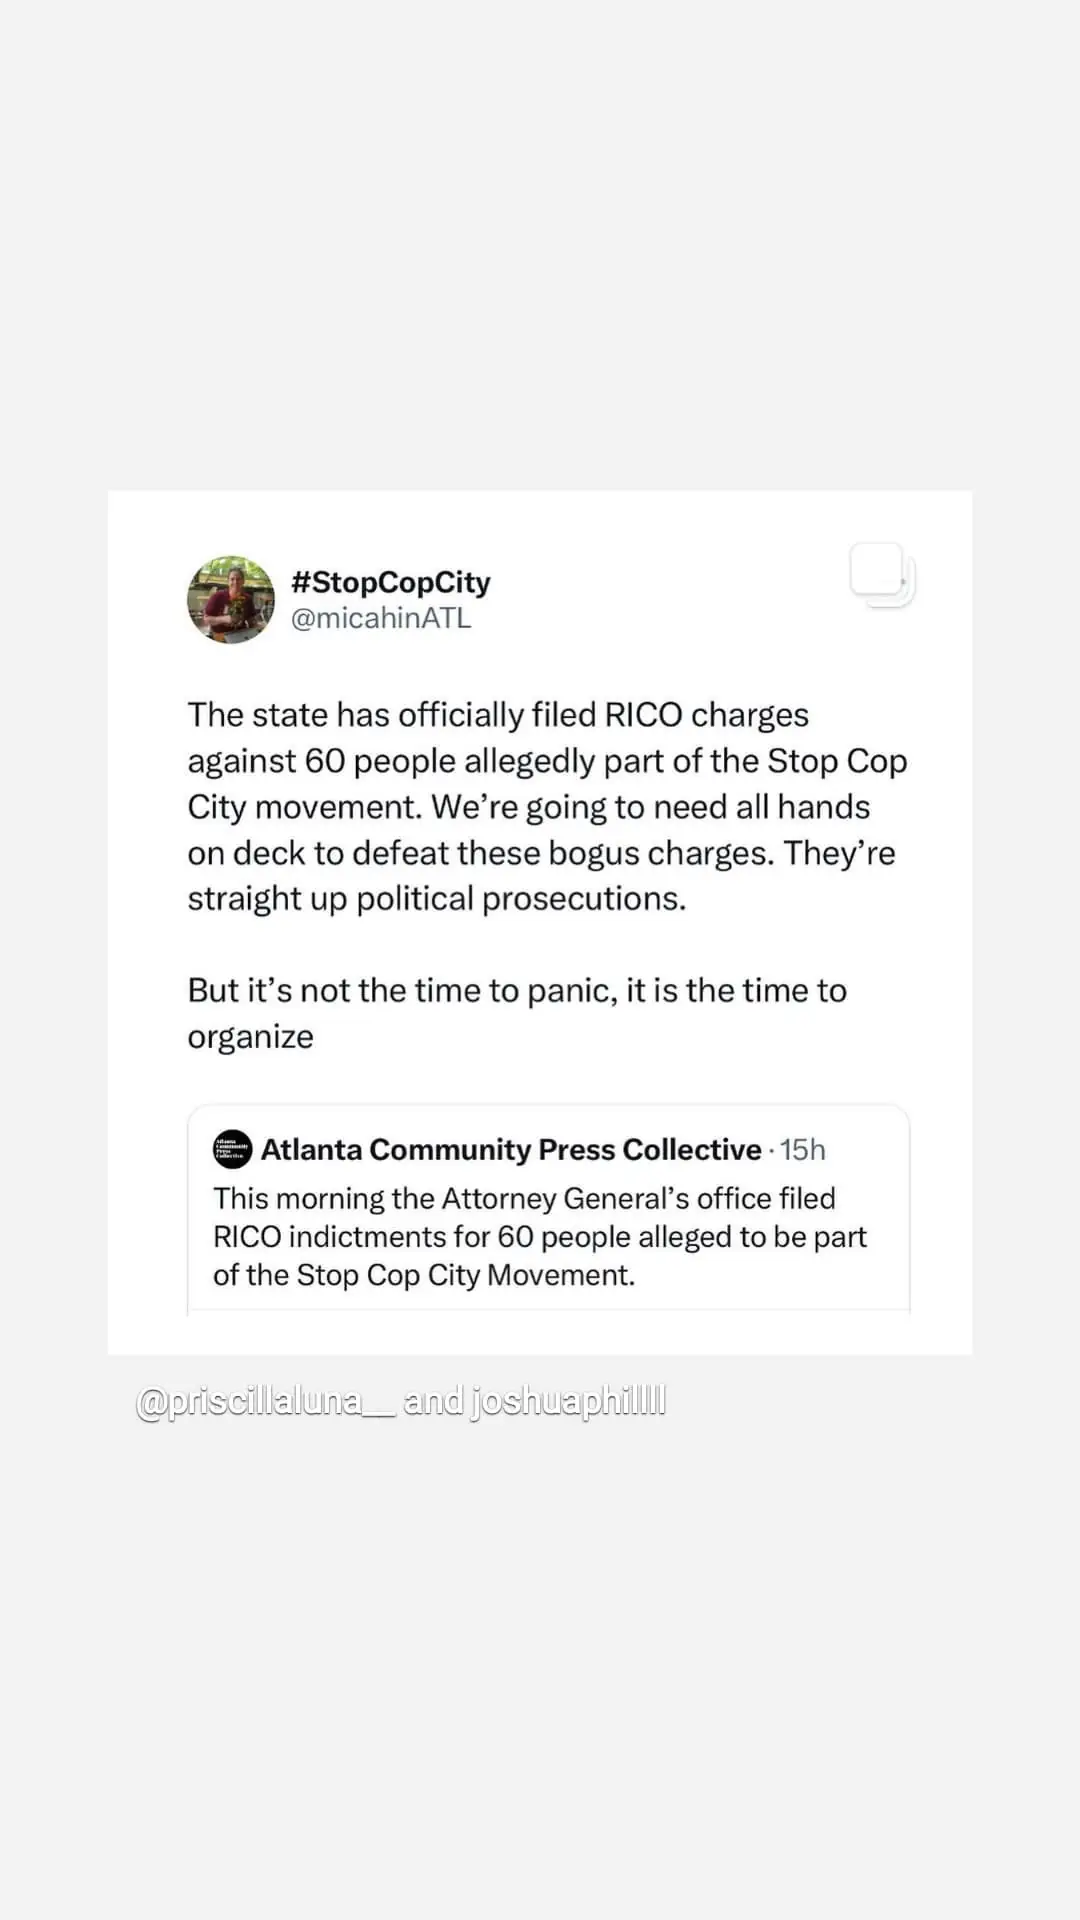 #StopCopCity
@micahinATL
The state has officially filed RICO charges
against 60 people allegedly part of the Stop Cop
City movement. We’re going to need all hands
on deck to defeat these bogus charges. They’re
straight up political prosecutions.
But it’s not the time to panic, it is the time to
organize
Atlanta Community Press Collective
Atlanta Community Press Collective · 15h
This morning the Attorney General’s office filed
RICO indictments for 60 people alleged to be part
of the Stop Cop City Movement.
@priscillaluna__ and joshuaphillll